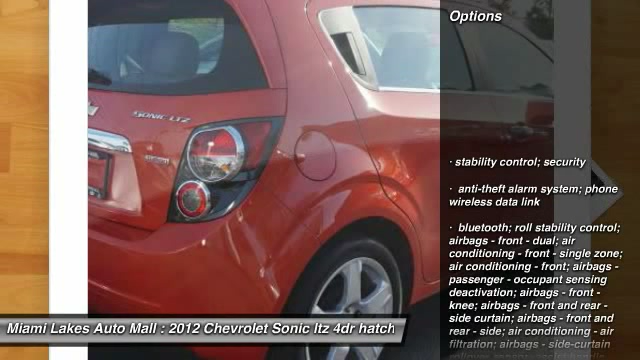 Options
SONIC LTZ
· stability control; security
· anti-theft alarm system; phone
wireless data link
· bluetooth; roll stability control;
airbags - front - dual; air
conditioning - front - single zone;
air conditioning - front; airbags -
passenger - occupant sensing
deactivation; airbags - front -
knee; airbags - front and rear -
side curtain; airbags - front and
rear - side; air conditioning - air
filtration; airbags - side-curtain
Miami Lakes Auto Mall : 2012 Chevrolet Sonic ltz 4dr hatch